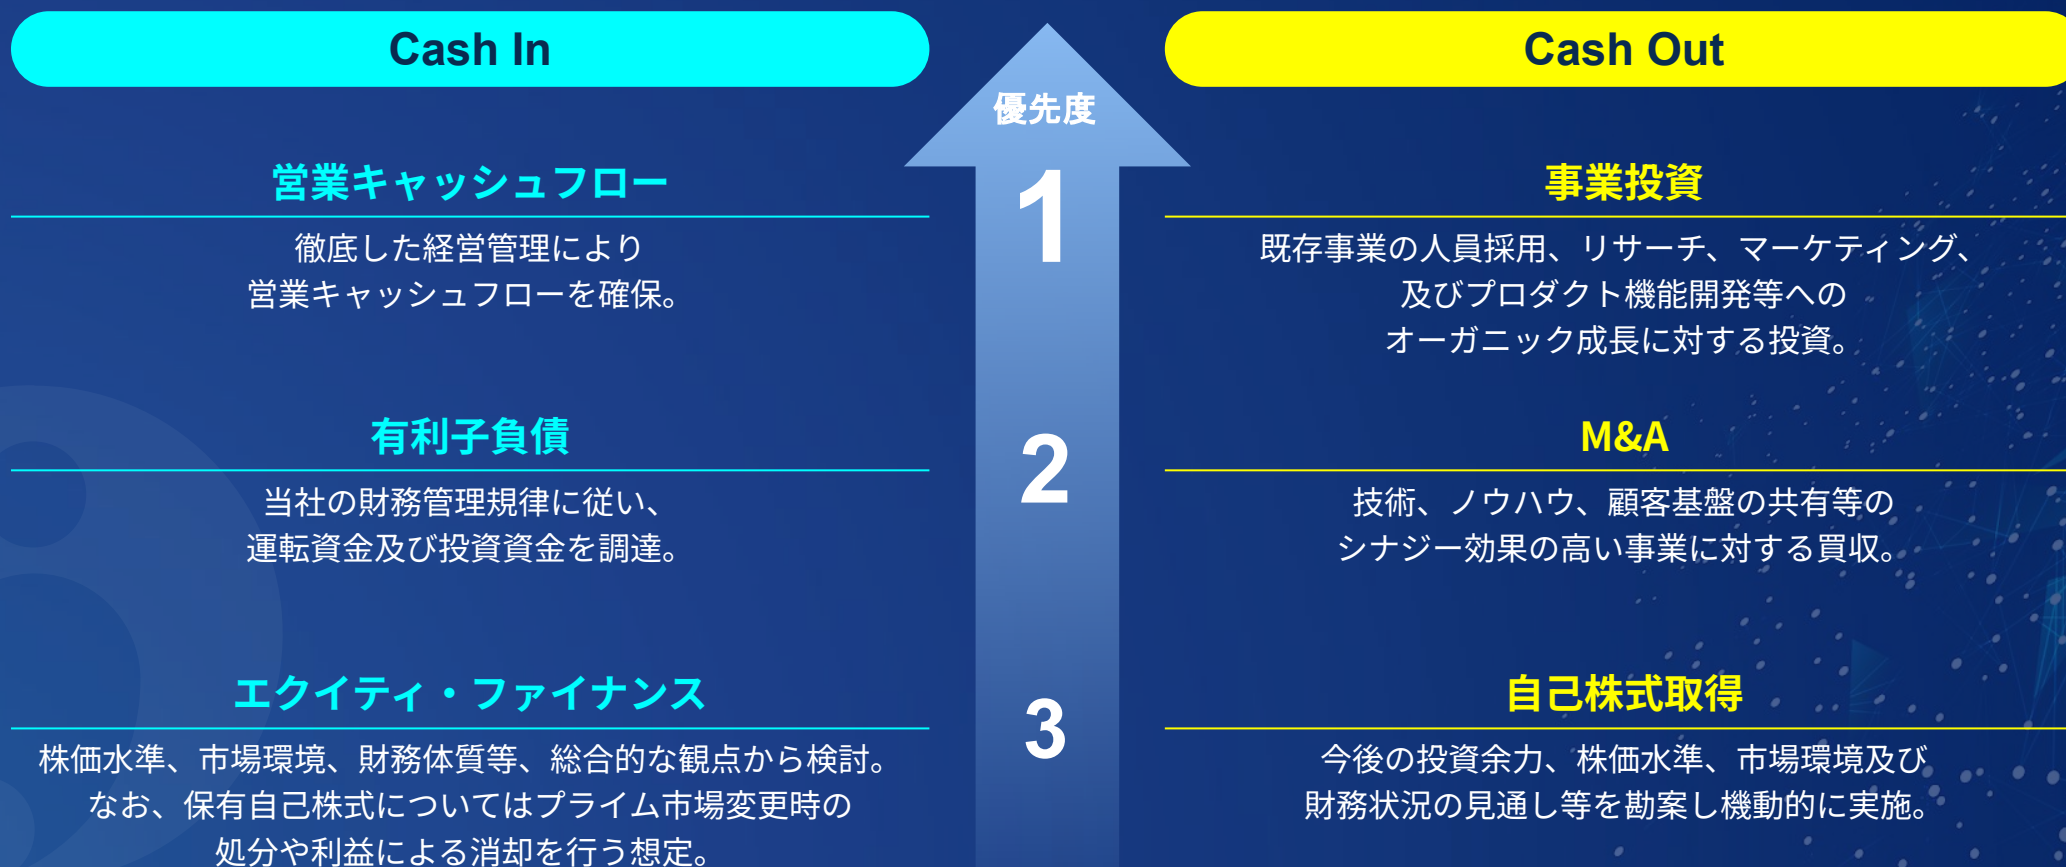 Cash In
優先度
Cash Out
1
営業キャッシュフロー
徹底した経営管理により
営業キャッシュフローを確保。
事業投資
既存事業の人員採用、リサーチ、マーケティング、
及びプロダクト機能開発等への
オーガニック成長に対する投資。
2
有利子負債
当社の財務管理規律に従い、
運転資金及び投資資金を調達。
M&A
技術、ノウハウ、顧客基盤の共有等の
シナジー効果の高い事業に対する買収。
3
エクイティ・ファイナンス
株価水準、市場環境、財務体質等、総合的な観点から検討。
なお、保有自己株式についてはプライム市場変更時の
処分や利益による消却を行う想定。
自己株式取得
今後の投資余力、株価水準、市場環境及び
財務状況の見通し等を勘案し機動的に実施。